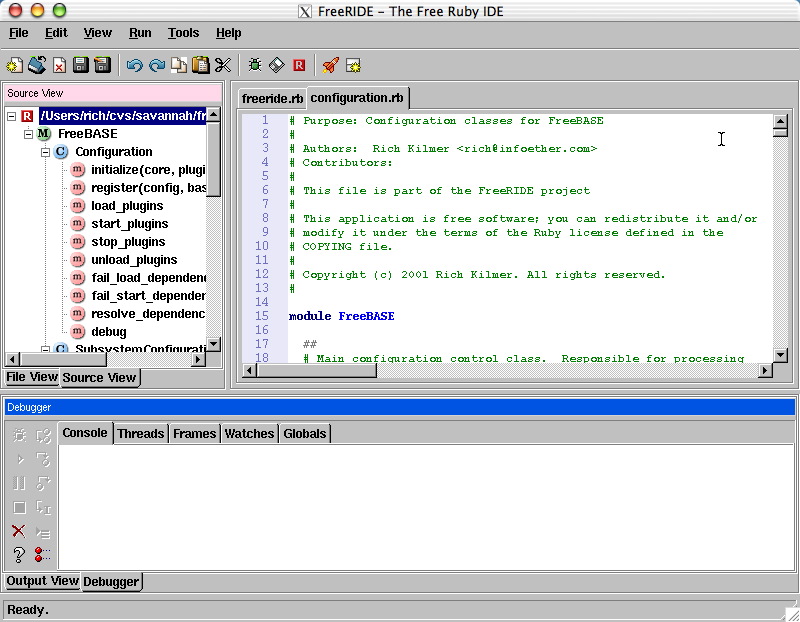 FreeRIDE – The Free Ruby IDE
File Edit View Run Tools Help
R
Source View
R /Users/rich/cvs/savannah/fr
M FreeBASE
C Configuration
m initialize(core, plugi
m register(config, bas
m load_plugins
m start_plugins
m stop_plugins
m unload_plugins
m fail_load_dependenc
m fail_start_dependen
m resolve_dependenc
m debug
C SubsystemConfigurati
File View Source View
freeride.rb configuration.rb
1 # Purpose: Configuration classes for FreeBASE
2 #
3 # Authors:  Rich Kilmer <rich@infoether.com>
4 # Contributors:
5 #
6 # This file is part of the FreeRIDE project
7 #
8 # This application is free software; you can redistribute it and/or
9 # modify it under the terms of the Ruby license defined in the
10 # COPYING file.
11 #
12 # Copyright (c) 2001 Rich Kilmer. All rights reserved.
13 #
14
15 module FreeBASE
16
17 ##
18 # Main configuration control class.  Responsible for processing
Debugger
Console Threads Frames Watches Globals
Output View Debugger
Ready.